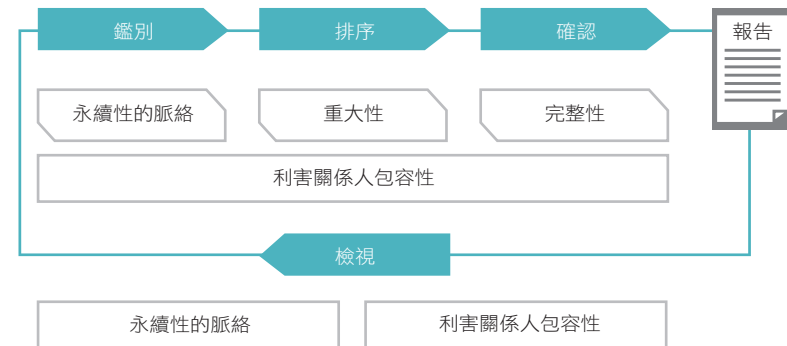 鑑別
排序
確認
報告
永續性的脈絡
重大性
完整性
利害關係人包容性
檢視
永續性的脈絡
利害關係人包容性